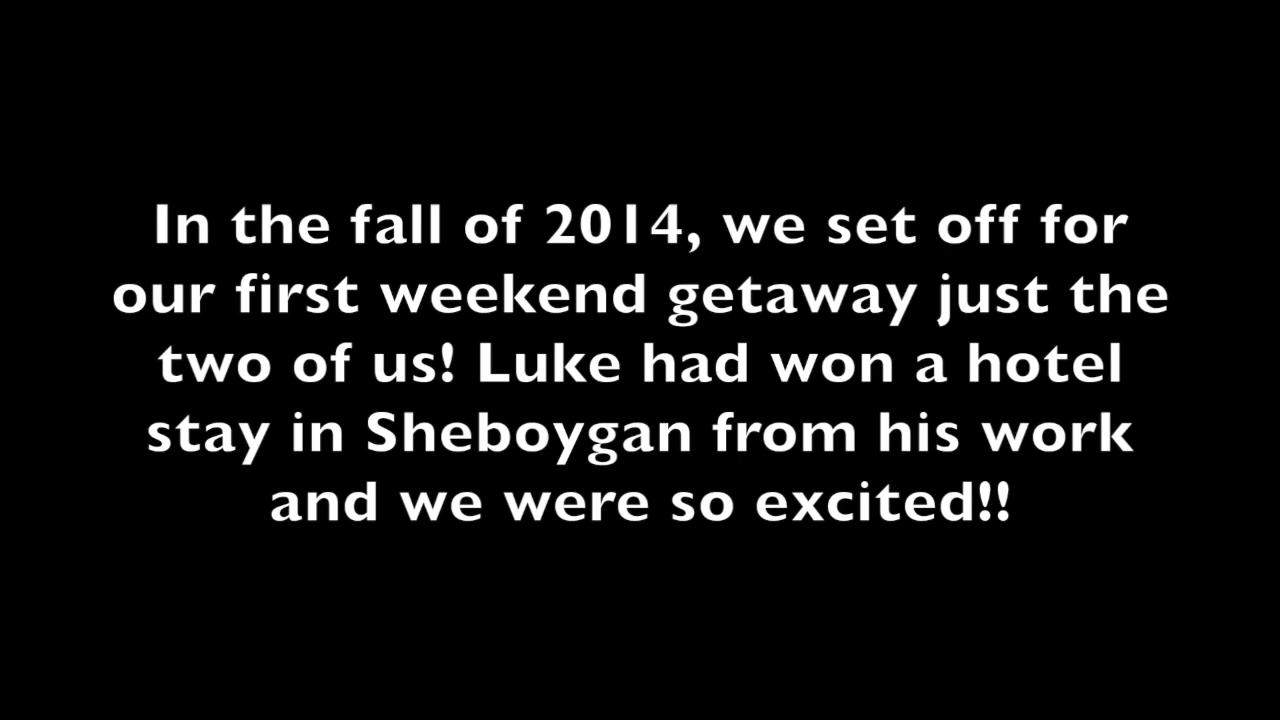 In the fall of 2014, we set off for
our first weekend getaway just the
two of us! Luke had won a hotel
stay in Sheboygan from his work
and we were so excited!!